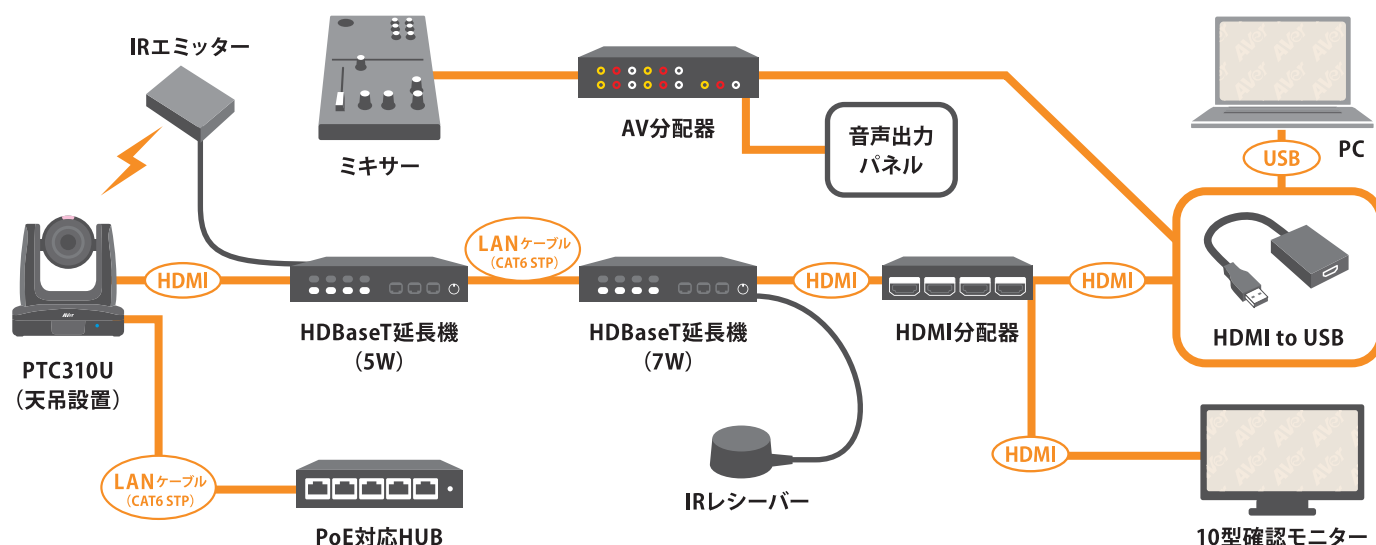 IRエミッター
ミキサー
AV分配器
音声出力
パネル
PC
USB
HDMI
LANケーブル
(CAT6 STP)
HDMI
HDMI
HDBaseT延長機
(5W)
HDBaseT延長機
(7W)
HDMI分配器
HDMI to USB
AVer
PTC310U
(天吊設置)
HDMI
LANケーブル
(CAT6 STP)
IRレシーバー
PoE対応HUB
10型確認モニター